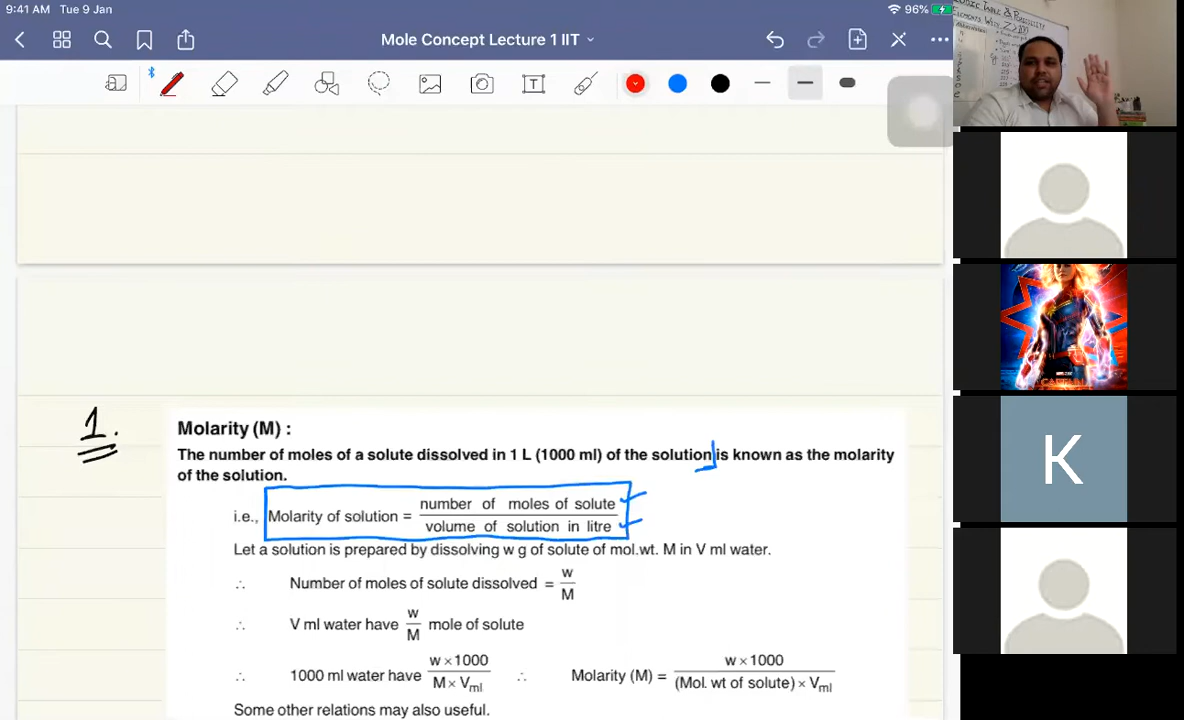 9:41 AM Tue 9 Jan
96%
Mole Concept Lecture 1 IIT
T
1.
Molarity (M) :
The number of moles of a solute dissolved in 1 L (1000 ml) of the solution is known as the molarity
of the solution.
i.e., Molarity of solution = number of moles of solute / volume of solution in litre
Let a solution is prepared by dissolving w g of solute of mol.wt. M in V ml water.
∴ Number of moles of solute dissolved = w / M
∴ V ml water have w / M mole of solute
∴ 1000 ml water have w × 1000 / M × Vml ∴ Molarity (M) = w × 1000 / (Mol. wt of solute) × Vml
Some other relations may also useful.
K